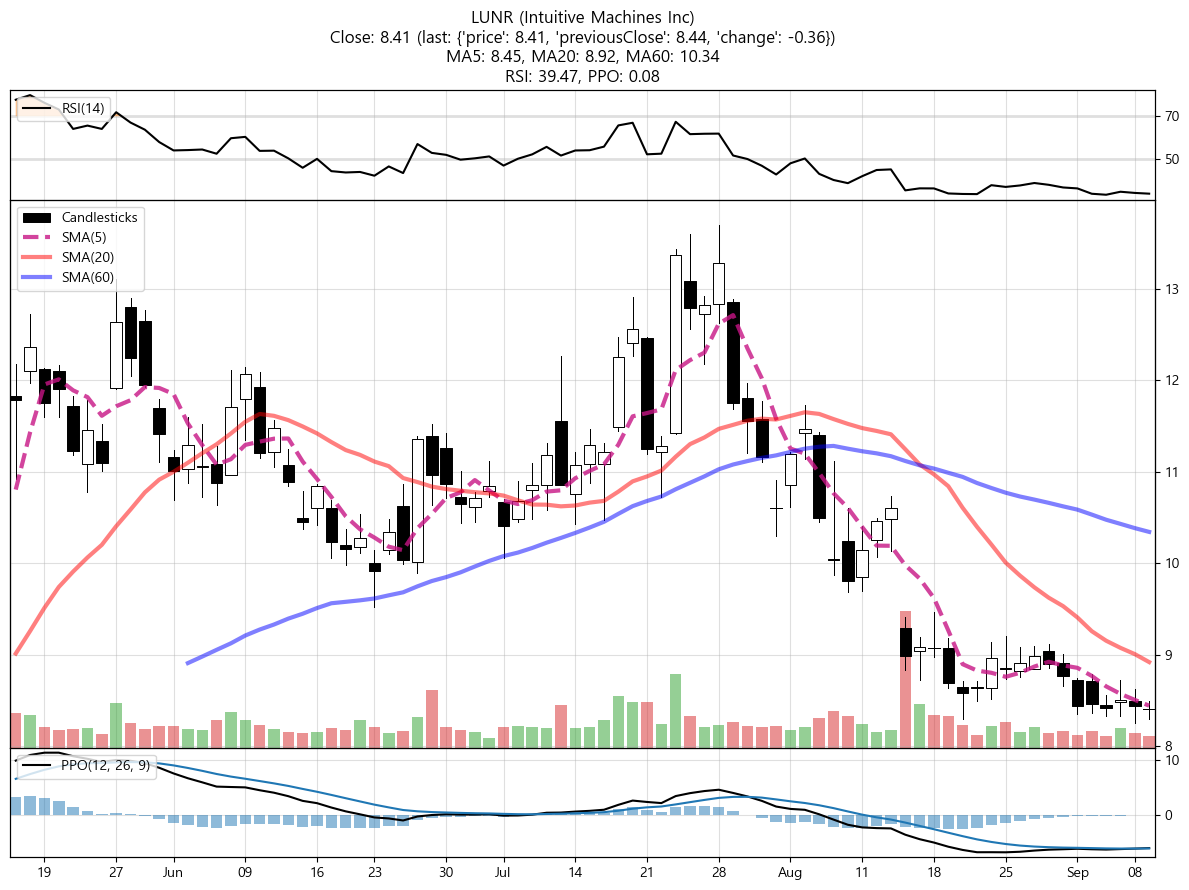 LUNR (Intuitive Machines Inc)
Close: 8.41 (last: {'price': 8.41, 'previousClose': 8.44, 'change': -0.36})
MA5: 8.45, MA20: 8.92, MA60: 10.34
RSI: 39.47, PPO: 0.08
RSI(14)
70
50
Candlesticks
SMA(5)
SMA(20)
SMA(60)
13
12
11
10
9
8
PPO(12, 26, 9)
10
0
19 27 Jun 09 16 23 30 Jul 14 21 28 Aug 11 18 25 Sep 08